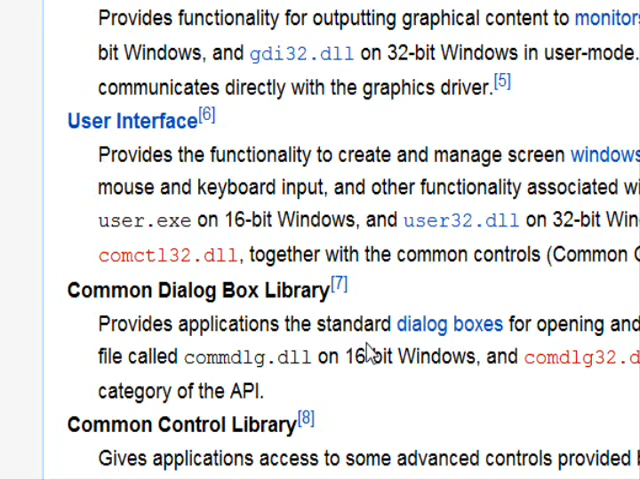 Provides functionality for outputting graphical content to monitors
bit Windows, and gdi32.dll on 32-bit Windows in user-mode.
communicates directly with the graphics driver.[5]
User Interface[6]
Provides the functionality to create and manage screen windows
mouse and keyboard input, and other functionality associated wi
user.exe on 16-bit Windows, and user32.dll on 32-bit Win
comctl32.dll, together with the common controls (Common C
Common Dialog Box Library[7]
Provides applications the standard dialog boxes for opening and
file called commdlg.dll on 16-bit Windows, and comdlg32.d
category of the API.
Common Control Library[8]
Gives applications access to some advanced controls provided b